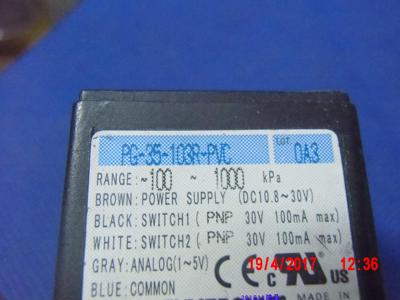 PG-35-103R-PVC LOT 0A3
RANGE:-100 ~ 1000 kPa
BROWN:POWER SUPPLY (DC10.8~30V)
BLACK:SWITCH1 ( PNP 30V 100mA max)
WHITE:SWITCH2 ( PNP 30V 100mA max)
GRAY:ANALOG(1~5V)
BLUE:COMMON
CE
c us
19/4/2017 12:36